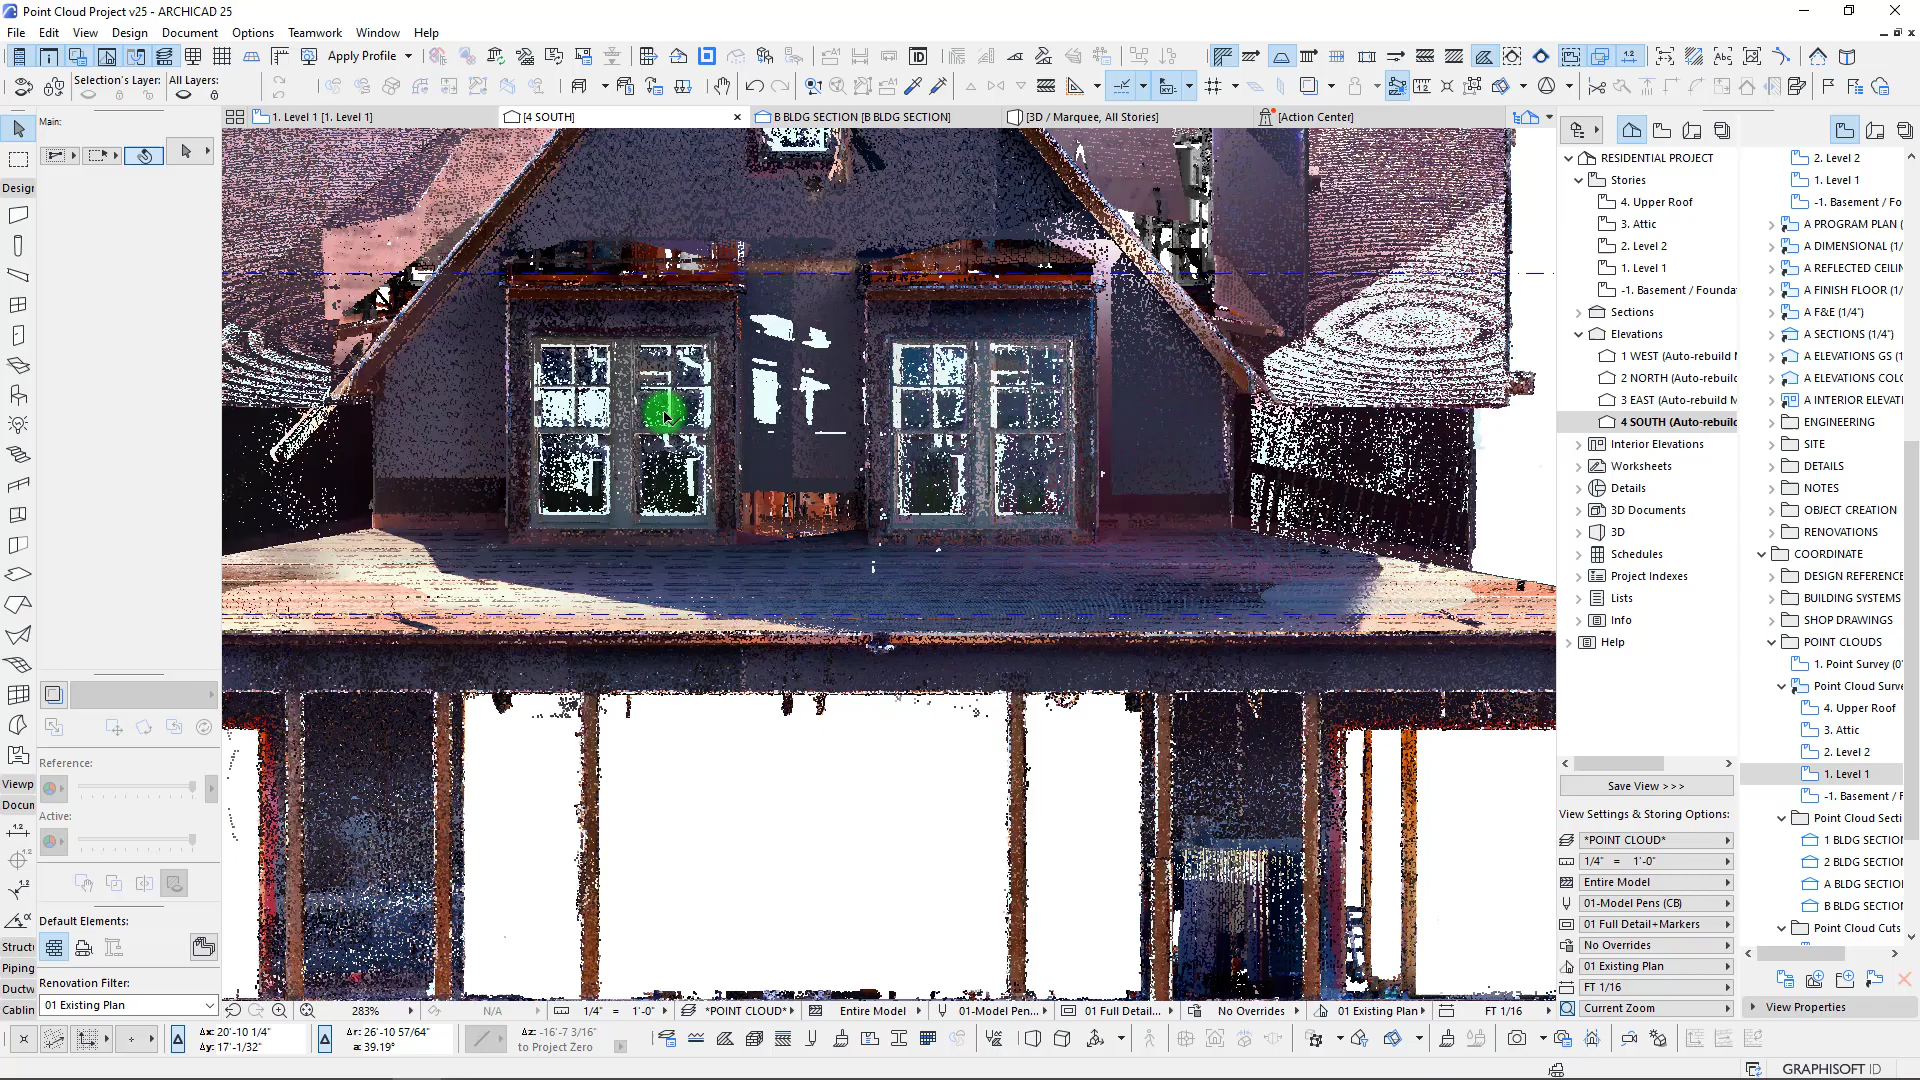 Point Cloud Project v25 - ARCHICAD 25
File Edit View Design Document Options Teamwork Window Help
Apply Profile
Selection's Layer:
All Layers:
1. Level 1 [1. Level 1]
[4 SOUTH]
B BLDG SECTION [B BLDG SECTION]
[3D / Marquee, All Stories]
[Action Center]
Main:
Design
Viewp
Docum
Structu
Piping
Ductw
Cablin
Reference:
Active:
Default Elements:
Renovation Filter:
01 Existing Plan
RESIDENTIAL PROJECT
Stories
4. Upper Roof
3. Attic
2. Level 2
1. Level 1
-1. Basement / Founda
Sections
Elevations
1 WEST (Auto-rebuild M
2 NORTH (Auto-rebuild
3 EAST (Auto-rebuild M
4 SOUTH (Auto-rebuild
Interior Elevations
Worksheets
Details
3D Documents
3D
Schedules
Project Indexes
Lists
Info
Help
Save View >>>
View Settings & Storing Options:
*POINT CLOUD*
1/4" = 1'-0"
Entire Model
01-Model Pens (CB)
01 Full Detail+Markers
No Overrides
01 Existing Plan
FT 1/16
Current Zoom
2. Level 2
1. Level 1
-1. Basement / Fo
A PROGRAM PLAN (
A DIMENSIONAL (1/
A REFLECTED CEILIN
A FINISH FLOOR (1/
A F&E (1/4")
A SECTIONS (1/4")
A ELEVATIONS GS (1
A ELEVATIONS COLO
A INTERIOR ELEVATI
ENGINEERING
SITE
DETAILS
NOTES
OBJECT CREATION
RENOVATIONS
COORDINATE
DESIGN REFERENCE
BUILDING SYSTEMS
SHOP DRAWINGS
POINT CLOUDS
1. Point Survey (0
Point Cloud Surve
4. Upper Roof
3. Attic
2. Level 2
1. Level 1
-1. Basement / F
Point Cloud Secti
1 BLDG SECTION
2 BLDG SECTION
A BLDG SECTION
B BLDG SECTION
Point Cloud Cuts
View Properties
283%
N/A
1/4" = 1'-0"
*POINT CLOUD*
Entire Model
01-Model Pen...
01 Full Detail...
No Overrides
01 Existing Plan
FT 1/16
Δx: 20'-10 1/4"
Δy: 17'-1/32"
Δr: 26'-10 57/64"
a: 39.19°
Δz: -16'-7 3/16"
to Project Zero
GRAPHISOFT ID